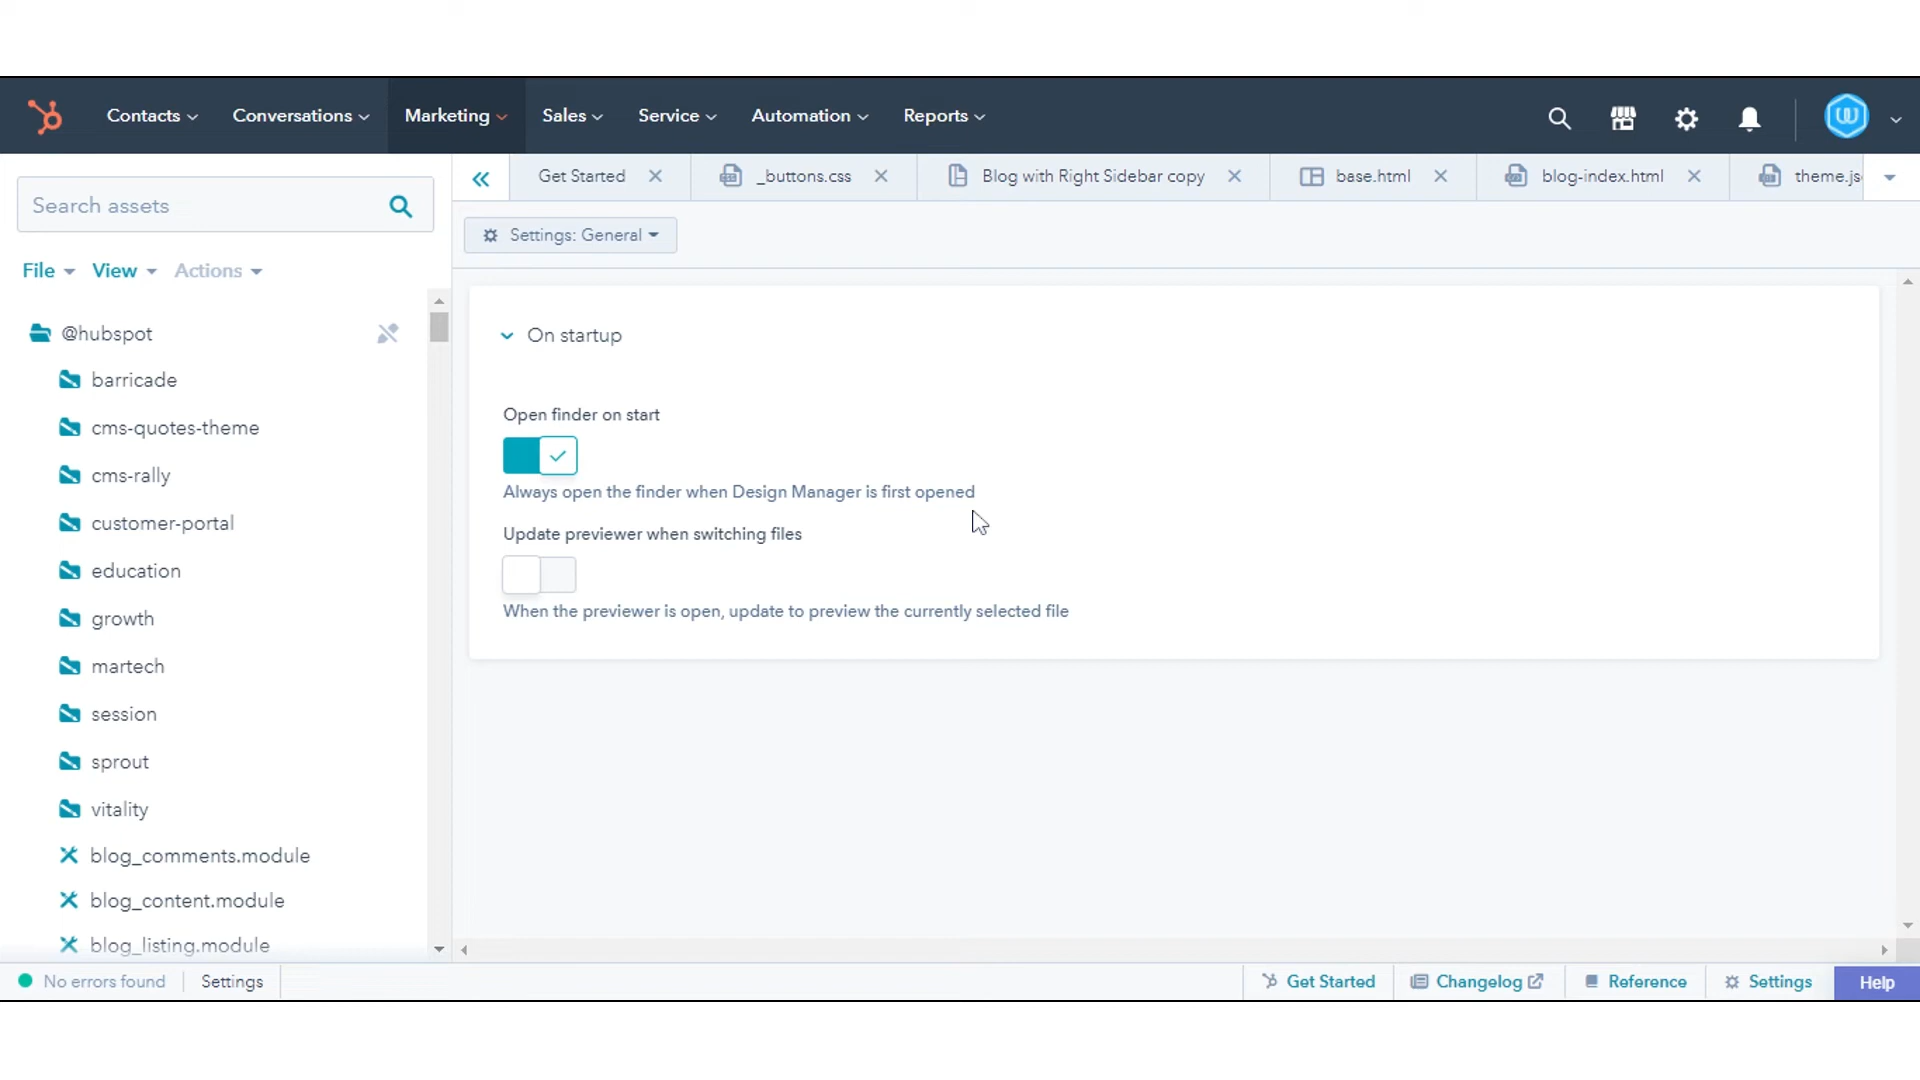 Contacts Conversations Marketing Sales Service Automation Reports
Search assets
Get Started _buttons.css Blog with Right Sidebar copy base.html blog-index.html theme.js
Settings: General
File View Actions
@hubspot
barricade
cms-quotes-theme
cms-rally
customer-portal
education
growth
martech
session
sprout
vitality
blog_comments.module
blog_content.module
blog_listing.module
On startup
Open finder on start
Always open the finder when Design Manager is first opened
Update previewer when switching files
When the previewer is open, update to preview the currently selected file
No errors found Settings Get Started Changelog Reference Settings Help